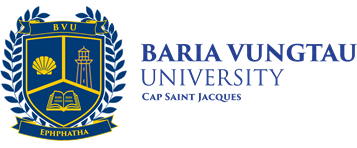 BVU
EPHPHATHA
BARIA VUNGTAU
UNIVERSITY
CAP SAINT JACQUES